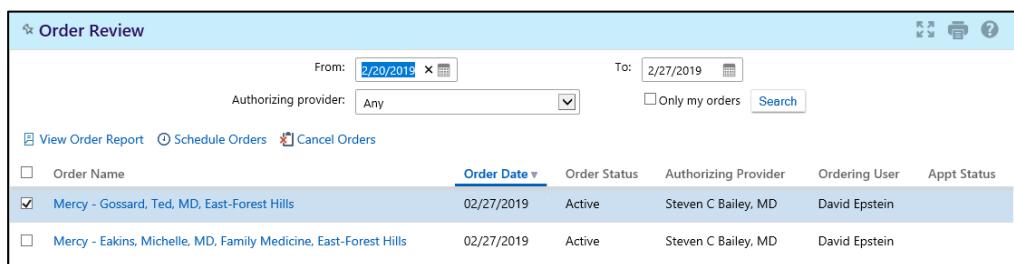 Order Review
From: 2/20/2019 To: 2/27/2019
Authorizing provider: Any Only my orders Search
View Order Report Schedule Orders Cancel Orders
Order Name Order Date Order Status Authorizing Provider Ordering User Appt Status
Mercy - Gossard, Ted, MD, East-Forest Hills 02/27/2019 Active Steven C Bailey, MD David Epstein
Mercy - Eakins, Michelle, MD, Family Medicine, East-Forest Hills 02/27/2019 Active Steven C Bailey, MD David Epstein